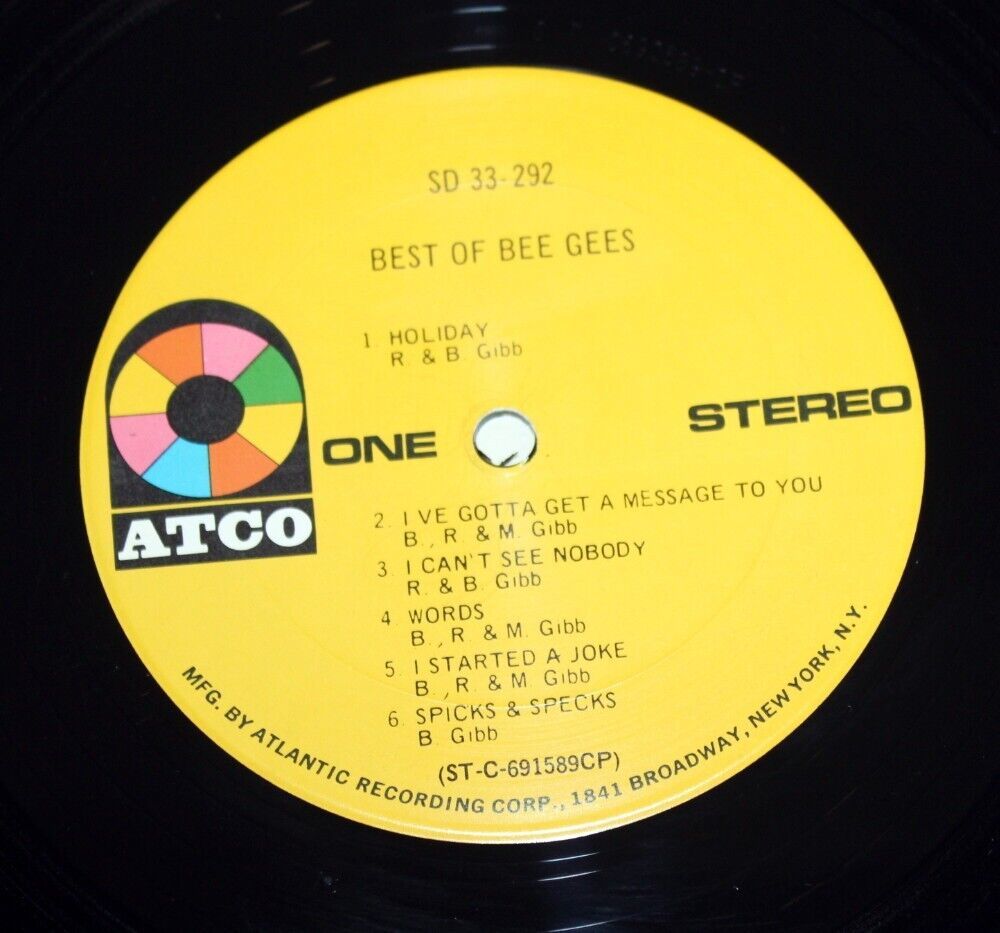 SD 33-292
BEST OF BEE GEES
1. HOLIDAY
R. & B. Gibb
ATCO
ONE
STEREO
2. I VE GOTTA GET A MESSAGE TO YOU
B., R. & M. Gibb
3. I CAN'T SEE NOBODY
R. & B. Gibb
4. WORDS
B., R. & M. Gibb
5. I STARTED A JOKE
B., R. & M. Gibb
6. SPICKS & SPECKS
B. Gibb
(ST-C-691589CP)
MFG. BY ATLANTIC RECORDING CORP., 1841 BROADWAY, NEW YORK, N.Y.